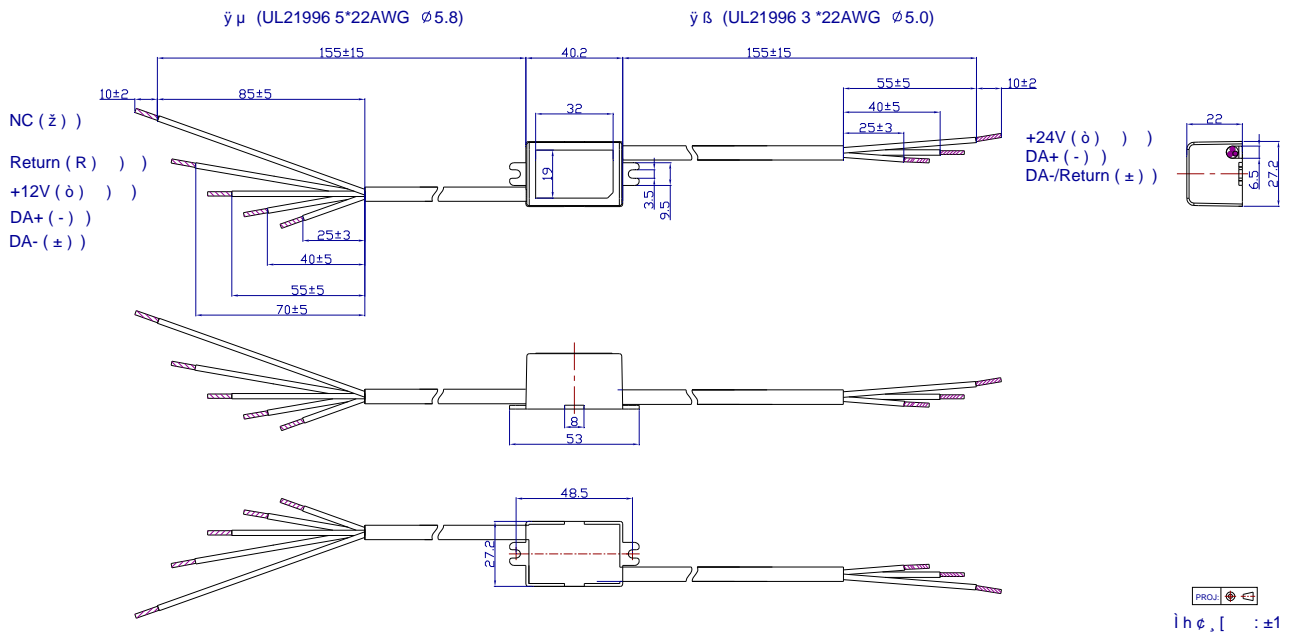 ÿ µ (UL21996 5*22AWG ∅5.8)
ÿ ß (UL21996 3 *22AWG ∅5.0)
155±15
40.2
155±15
10±2
85±5
55±5
10±2
32
40±5
25±3
22
NC ( ž ) )
Return ( R ) ) )
+12V ( ò ) ) )
DA+ ( - ) )
DA- ( ± ) )
+24V ( ò ) ) )
DA+ ( - ) )
DA-/Return ( ± ) )
19
3.5
9.5
6.5
27.2
25±3
40±5
55±5
70±5
8
53
48.5
27.2
PROJ:
Ì h ¢ ¸ [ : ±1